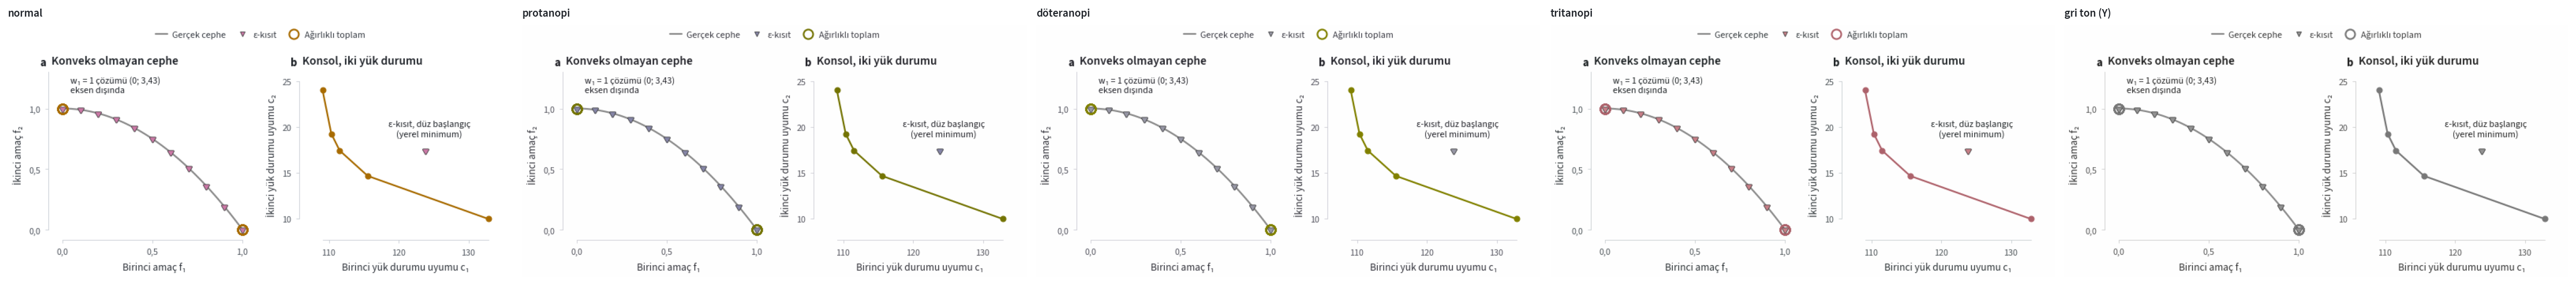 normal
Gerçek cephe ε-kısıt Ağırlıklı toplam
a Konveks olmayan cephe
w₁ = 1 çözümü (0; 3,43)
eksen dışında
1,0
0,5
0,0
İkinci amaç f₂
0,0 0,5 1,0
Birinci amaç f₁
b Konsol, iki yük durumu
25
20
15
10
İkinci yük durumu uyumu c₂
ε-kısıt, düz başlangıç
(yerel minimum)
110 120 130
Birinci yük durumu uyumu c₁
protanopi
Gerçek cephe ε-kısıt Ağırlıklı toplam
a Konveks olmayan cephe
w₁ = 1 çözümü (0; 3,43)
eksen dışında
1,0
0,5
0,0
İkinci amaç f₂
0,0 0,5 1,0
Birinci amaç f₁
b Konsol, iki yük durumu
25
20
15
10
İkinci yük durumu uyumu c₂
ε-kısıt, düz başlangıç
(yerel minimum)
110 120 130
Birinci yük durumu uyumu c₁
döteranopi
Gerçek cephe ε-kısıt Ağırlıklı toplam
a Konveks olmayan cephe
w₁ = 1 çözümü (0; 3,43)
eksen dışında
1,0
0,5
0,0
İkinci amaç f₂
0,0 0,5 1,0
Birinci amaç f₁
b Konsol, iki yük durumu
25
20
15
10
İkinci yük durumu uyumu c₂
ε-kısıt, düz başlangıç
(yerel minimum)
110 120 130
Birinci yük durumu uyumu c₁
tritanopi
Gerçek cephe ε-kısıt Ağırlıklı toplam
a Konveks olmayan cephe
w₁ = 1 çözümü (0; 3,43)
eksen dışında
1,0
0,5
0,0
İkinci amaç f₂
0,0 0,5 1,0
Birinci amaç f₁
b Konsol, iki yük durumu
25
20
15
10
İkinci yük durumu uyumu c₂
ε-kısıt, düz başlangıç
(yerel minimum)
110 120 130
Birinci yük durumu uyumu c₁
gri ton (Y)
Gerçek cephe ε-kısıt Ağırlıklı toplam
a Konveks olmayan cephe
w₁ = 1 çözümü (0; 3,43)
eksen dışında
1,0
0,5
0,0
İkinci amaç f₂
0,0 0,5 1,0
Birinci amaç f₁
b Konsol, iki yük durumu
25
20
15
10
İkinci yük durumu uyumu c₂
ε-kısıt, düz başlangıç
(yerel minimum)
110 120 130
Birinci yük durumu uyumu c₁